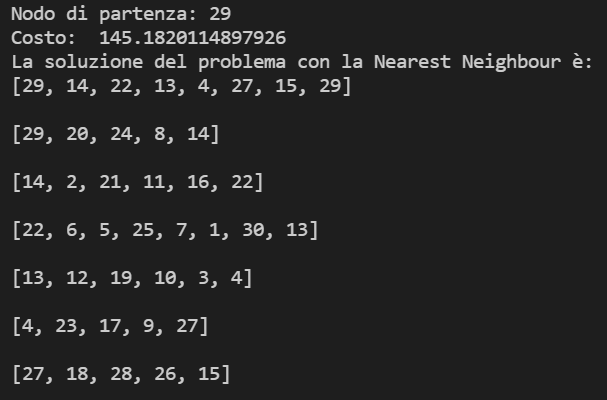 Nodo di partenza: 29
Costo:  145.1820114897926
La soluzione del problema con la Nearest Neighbour è:
[29, 14, 22, 13, 4, 27, 15, 29]
[29, 20, 24, 8, 14]
[14, 2, 21, 11, 16, 22]
[22, 6, 5, 25, 7, 1, 30, 13]
[13, 12, 19, 10, 3, 4]
[4, 23, 17, 9, 27]
[27, 18, 28, 26, 15]